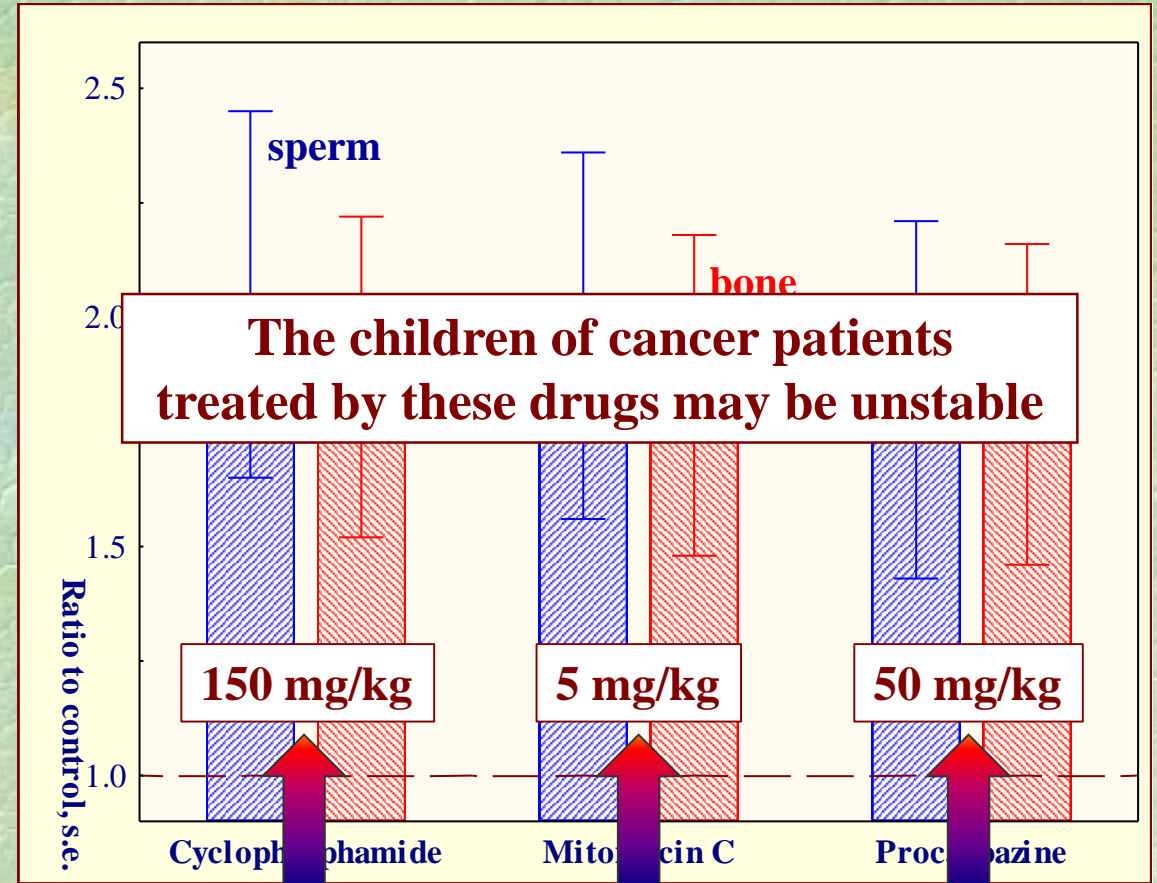 2.5
sperm
bone
2.0
The children of cancer patients
treated by these drugs may be unstable
1.5
Ratio to control, s.e.
150 mg/kg
5 mg/kg
50 mg/kg
1.0
Mitomycin C